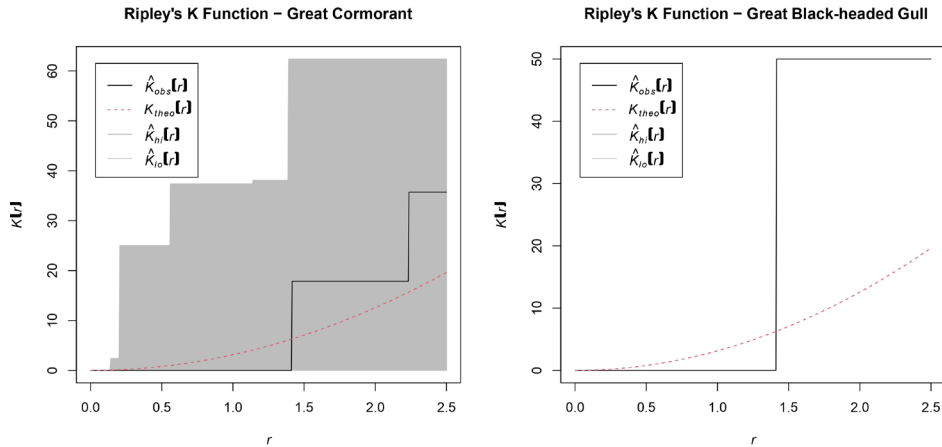 Ripley's K Function – Great Cormorant
K̂obs(r)
Ktheo(r)
K̂hi(r)
K̂lo(r)
K(r)
0 10 20 30 40 50 60
0.0 0.5 1.0 1.5 2.0 2.5
r
Ripley's K Function – Great Black-headed Gull
K̂obs(r)
Ktheo(r)
K̂hi(r)
K̂lo(r)
K(r)
0 10 20 30 40 50
0.0 0.5 1.0 1.5 2.0 2.5
r